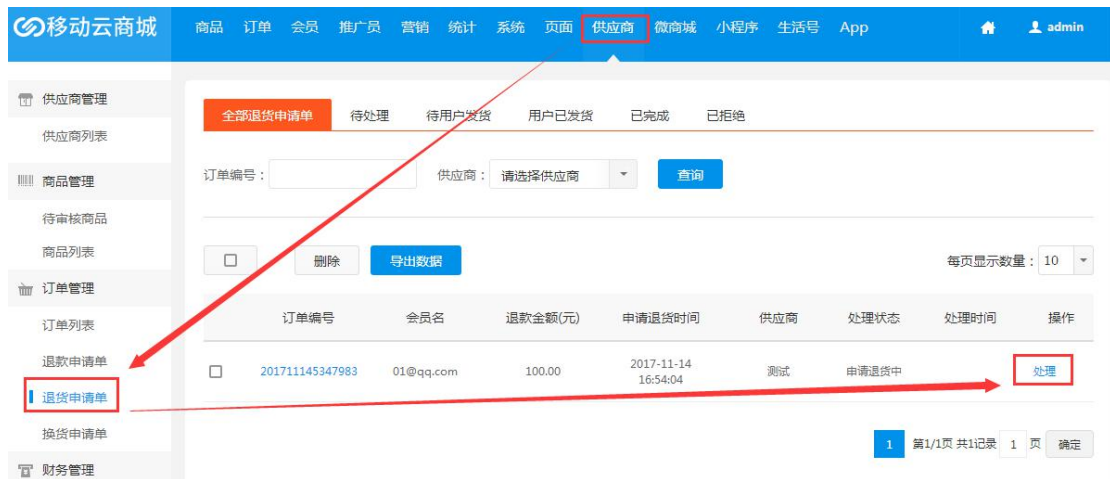 移动云商城
商品 订单 会员 推广员 营销 统计 系统 页面 供应商 微商城 小程序 生活号 App admin
供应商管理
供应商列表
商品管理
待审核商品
商品列表
订单管理
订单列表
退款申请单
退货申请单
换货申请单
财务管理
全部退货申请单 待处理 待用户发货 用户已发货 已完成 已拒绝
订单编号： 供应商： 请选择供应商 查询
删除 导出数据 每页显示数量： 10
订单编号 会员名 退款金额(元) 申请退货时间 供应商 处理状态 处理时间 操作
201711145347983 01@qq.com 100.00 2017-11-14 测试 申请退货中 处理
16:54:04
1 第1/1页 共1记录 1 页 确定